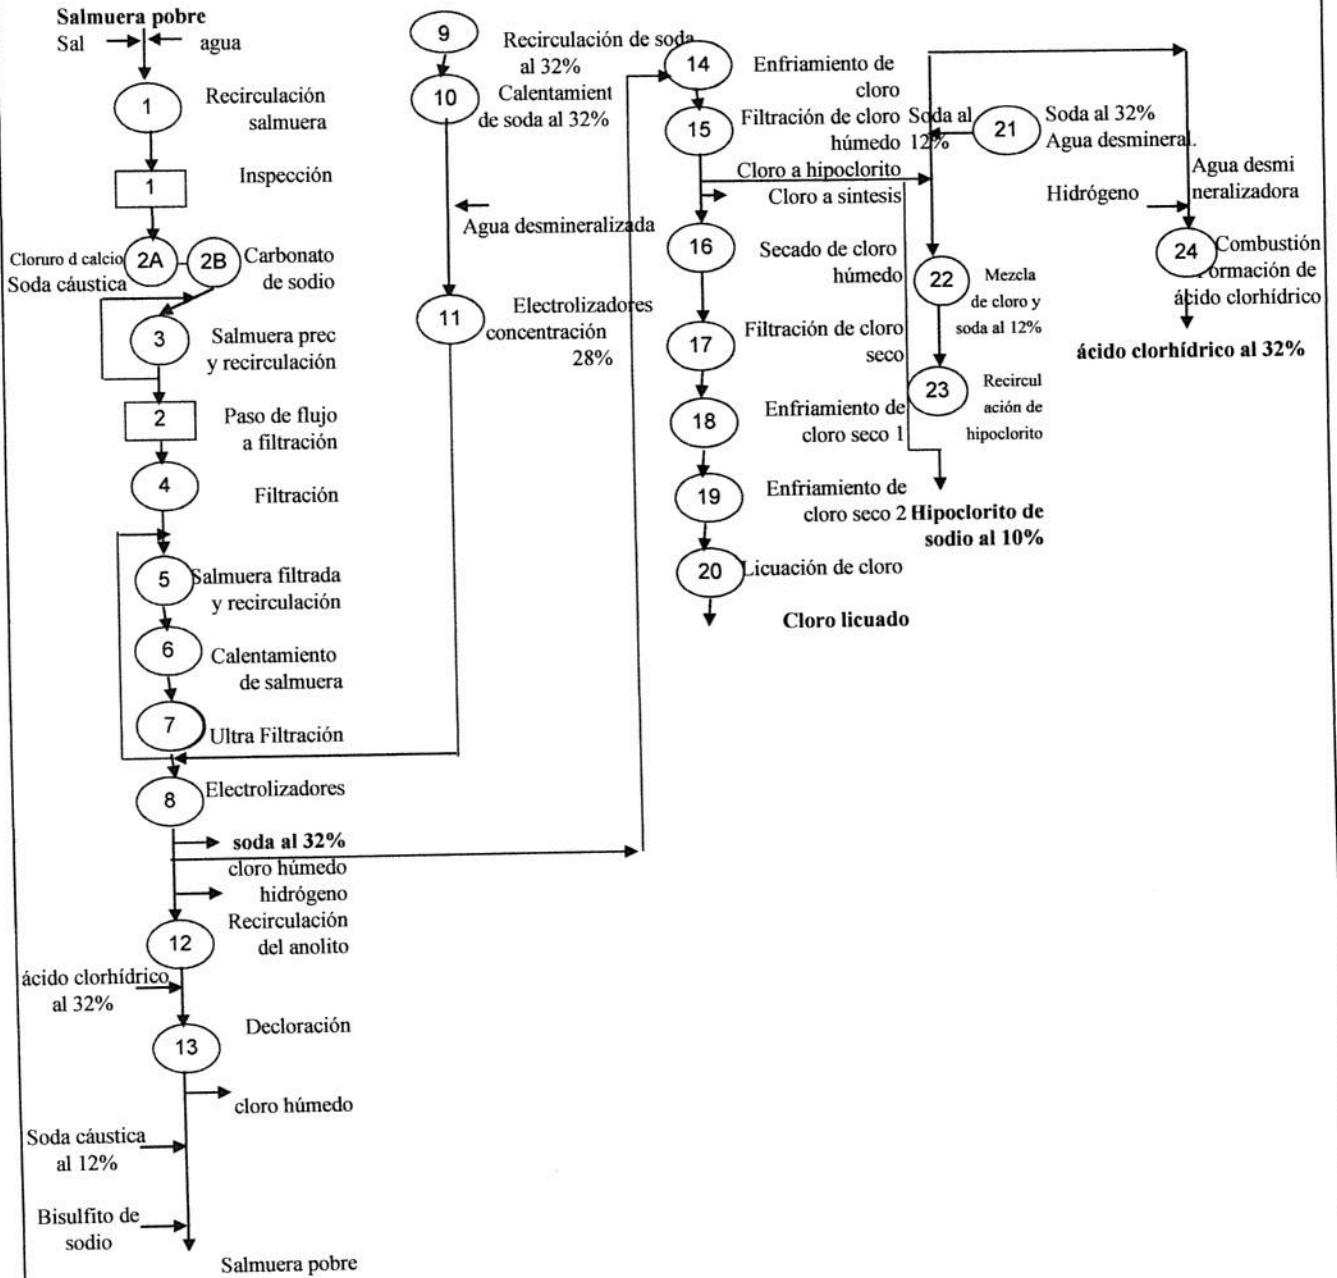 Salmuera pobre
Sal
agua
1
Recirculación
salmuera
1
Inspección
Cloruro d calcio
Soda cáustica
2A
2B
Carbonato
de sodio
3
Salmuera prec
y recirculación
2
Paso de flujo
a filtración
4
Filtración
5
Salmuera filtrada
y recirculación
6
Calentamiento
de salmuera
7
Ultra Filtración
8
Electrolizadores
soda al 32%
cloro húmedo
hidrógeno
Recirculación
del anolito
12
ácido clorhídrico
al 32%
Decloración
13
cloro húmedo
Soda cáustica
al 12%
Bisulfito de
sodio
Salmuera pobre
9
Recirculación de soda
al 32%
10
Calentamient
de soda al 32%
Agua desmineralizada
11
Electrolizadores
concentración
28%
14
Enfriamiento de
cloro
15
Filtración de cloro
húmedo
Cloro a hipoclorito
Cloro a sintesis
16
Secado de cloro
húmedo
17
Filtración de cloro
seco
18
Enfriamiento de
cloro seco 1
19
Enfriamiento de
cloro seco 2
20
Licuación de cloro
Cloro licuado
Soda al
12%
21
Soda al 32%
Agua desmineral.
22
Mezcla
de cloro y
soda al 12%
23
Recircul
ación de
hipoclorito
Hipoclorito de
sodio al 10%
Hidrógeno
Agua desmi
neralizadora
24
Combustión
Formación de
ácido clorhídrico
ácido clorhídrico al 32%